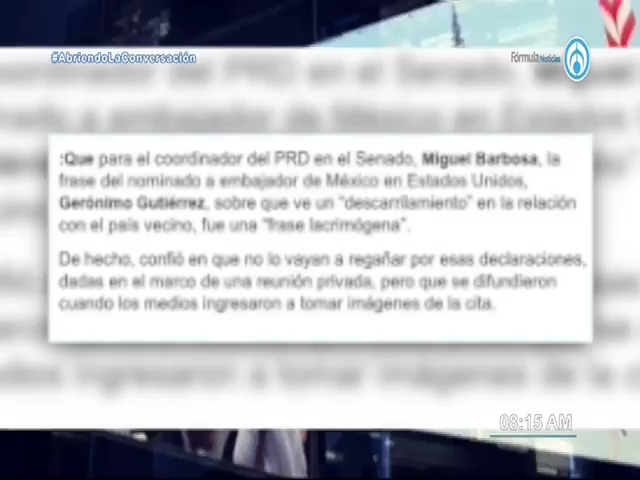 #AbriendoLaConversación
Fórmula Noticias
:Que para el coordinador del PRD en el Senado, Miguel Barbosa, la
frase del nominado a embajador de México en Estados Unidos,
Gerónimo Gutiérrez, sobre que ve un "descarrilamiento" en la relación
con el país vecino, fue una "frase lacrimógena".
De hecho, confió en que no lo vayan a regañar por esas declaraciones,
dadas en el marco de una reunión privada, pero que se difundieron
cuando los medios ingresaron a tomar imágenes de la cita.
08:15 AM